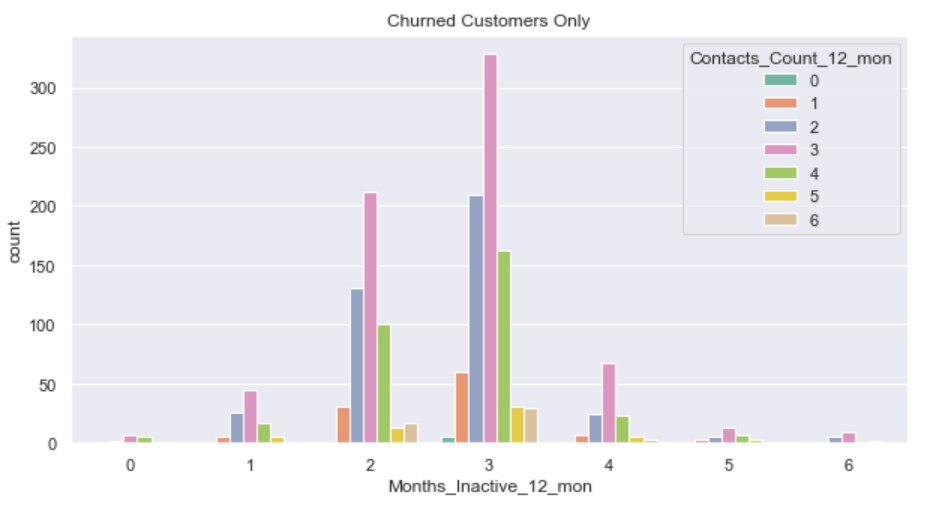 Churned Customers Only
Contacts_Count_12_mon
0
1
2
3
4
5
6
300
250
200
150
100
50
0
count
0 1 2 3 4 5 6
Months_Inactive_12_mon